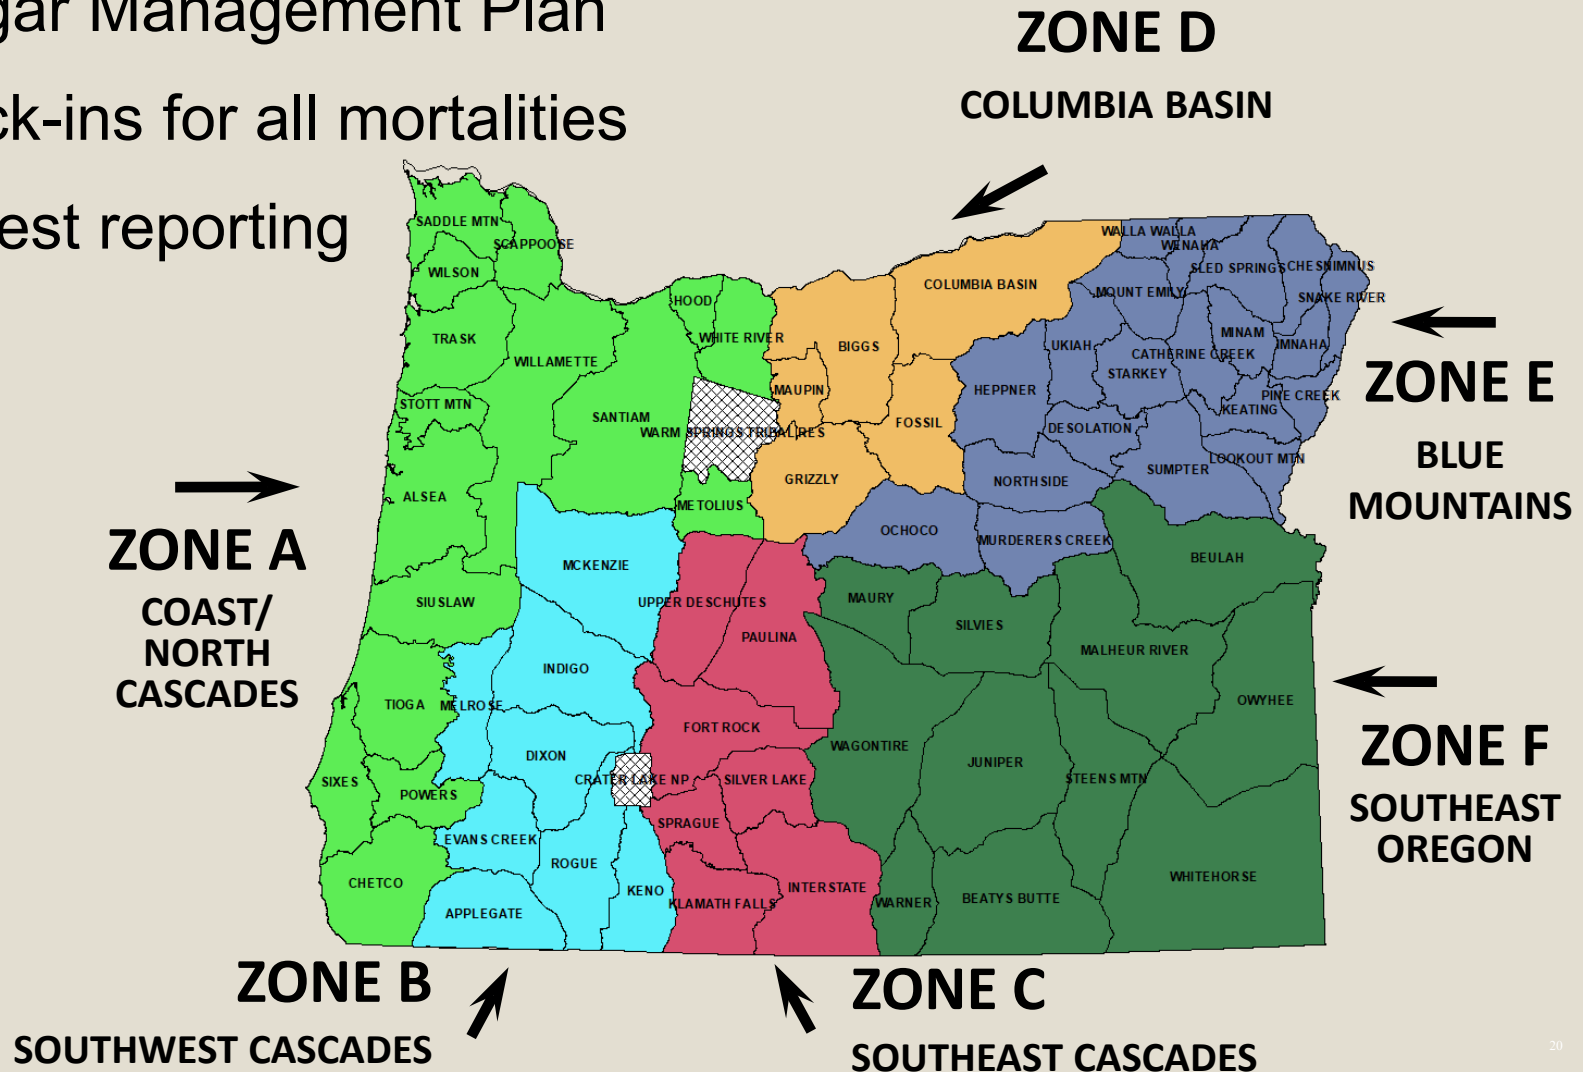 gar Management Plan
ck-ins for all mortalities
est reporting
ZONE D
COLUMBIA BASIN
SADDLE MTN
SCAPPOOSE
WILSON
TRASK
WILLAMETTE
STOTT MTN
ALSEA
SANTIAM
HOOD
WHITE RIVER
WARM SPRINGS TRIBAL RES
METOLIUS
SIUSLAW
TIOGA
SIXES
POWERS
CHETCO
MCKENZIE
INDIGO
MELROSE
DIXON
CRATER LAKE NP
EVANS CREEK
ROGUE
KENO
APPLEGATE
UPPER DESCHUTES
PAULINA
FORT ROCK
SILVER LAKE
SPRAGUE
KLAMATH FALLS
INTERSTATE
COLUMBIA BASIN
BIGGS
MAUPIN
FOSSIL
GRIZZLY
WALLA WALLA
WENAHA
SLED SPRINGS
CHESNIMNUS
SNAKE RIVER
MOUNT EMILY
MINAM
IMNAHA
UKIAH
CATHERINE CREEK
STARKEY
HEPPNER
PINE CREEK
KEATING
DESOLATION
LOOKOUT MTN
SUMPTER
NORTHSIDE
OCHOCO
MURDERERS CREEK
BEULAH
MAURY
SILVIES
MALHEUR RIVER
OWYHEE
WAGONTIRE
JUNIPER
STEENS MTN
WHITEHORSE
WARNER
BEATYS BUTTE
ZONE A
COAST/
NORTH
CASCADES
ZONE E
BLUE
MOUNTAINS
ZONE F
SOUTHEAST
OREGON
ZONE B
SOUTHWEST CASCADES
ZONE C
SOUTHEAST CASCADES
20